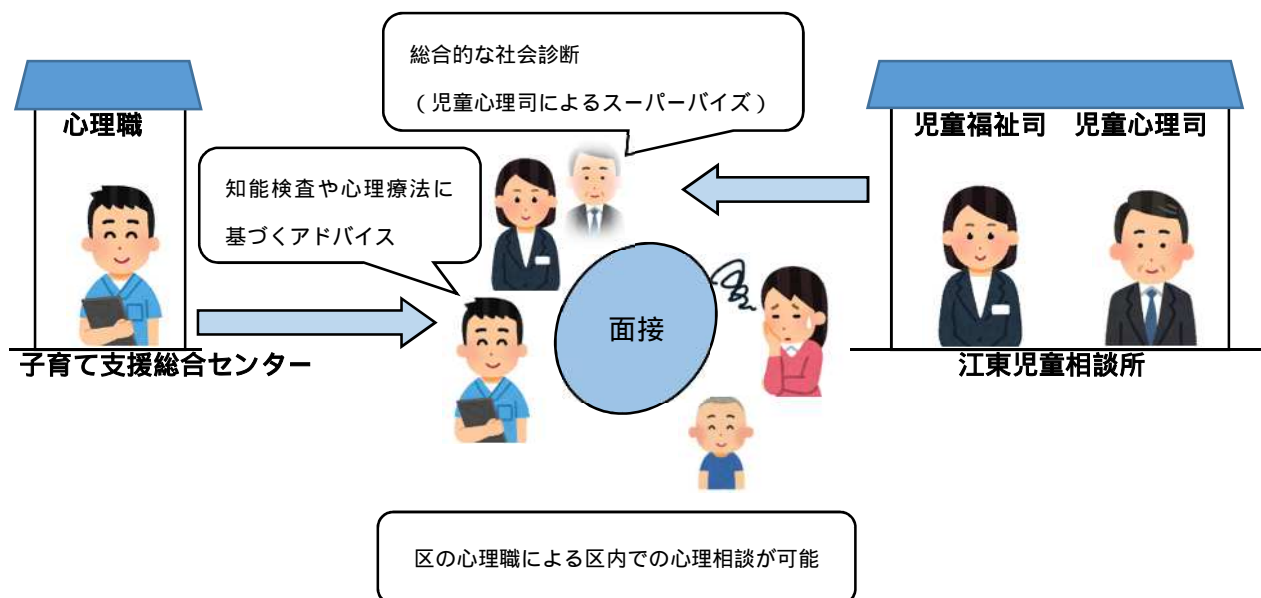 総合的な社会診断
(児童心理司によるスーパーバイズ)
心理職
児童福祉司 児童心理司
知能検査や心理療法に
基づくアドバイス
面接
子育て支援総合センター
江東児童相談所
区の心理職による区内での心理相談が可能